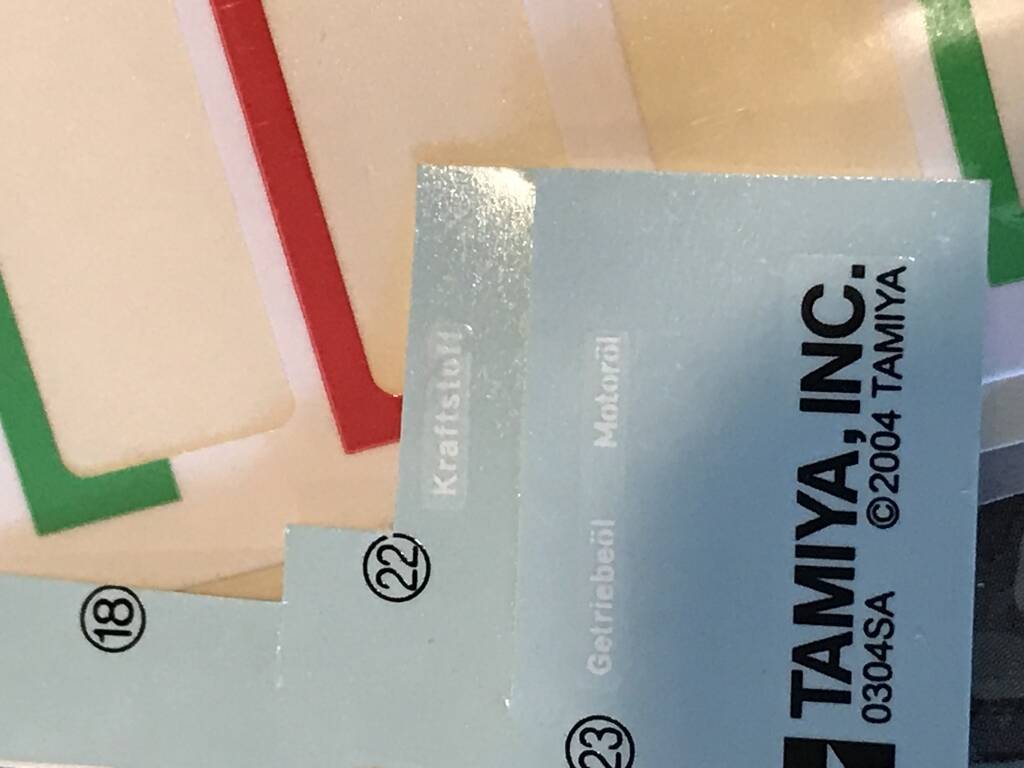 18
22
Kraftstoff
23
Getriebeöl Motoröl
TAMIYA, INC.
0304SA ©2004 TAMIYA